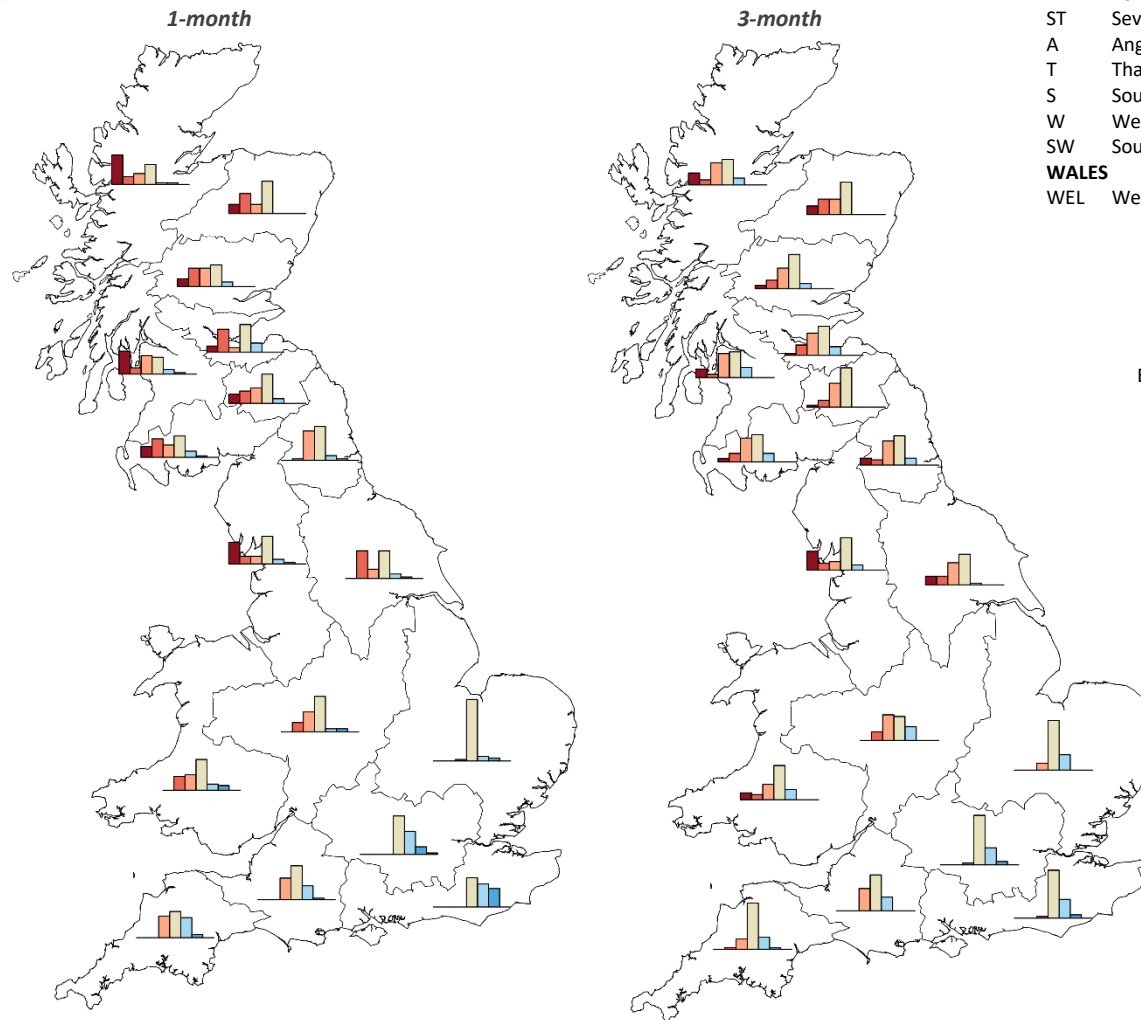 1-month
3-month
ST Sev
A Ang
T Tha
S Sou
W We
SW Sou
WALES
WEL We